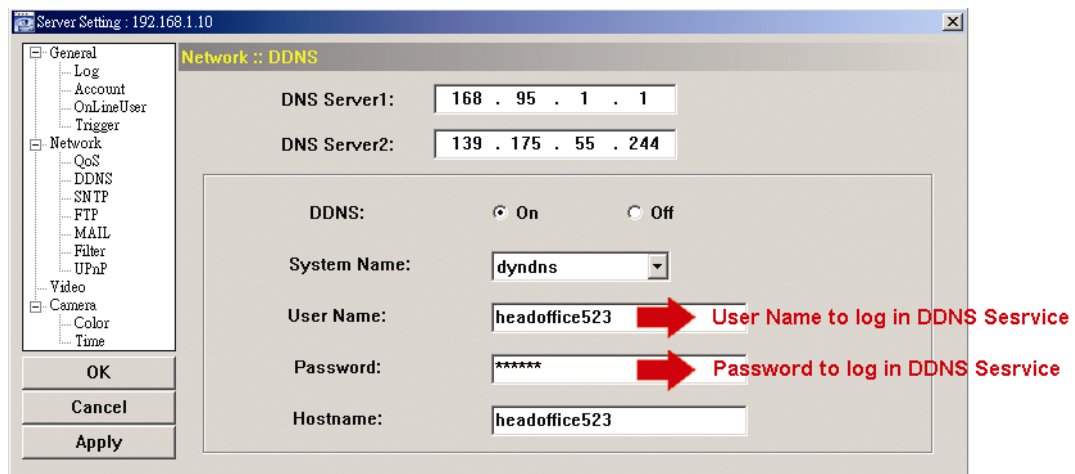 Server Setting : 192.168.1.10
General
Log
Account
OnLineUser
Trigger
Network
QoS
DDNS
SNTP
FTP
MAIL
Filter
UPnP
Video
Camera
Color
Time
OK
Cancel
Apply
Network :: DDNS
DNS Server1: 168 . 95 . 1 . 1
DNS Server2: 139 . 175 . 55 . 244
DDNS: On Off
System Name: dyndns
User Name: headoffice523 User Name to log in DDNS Sesrvice
Password: ****** Password to log in DDNS Sesrvice
Hostname: headoffice523